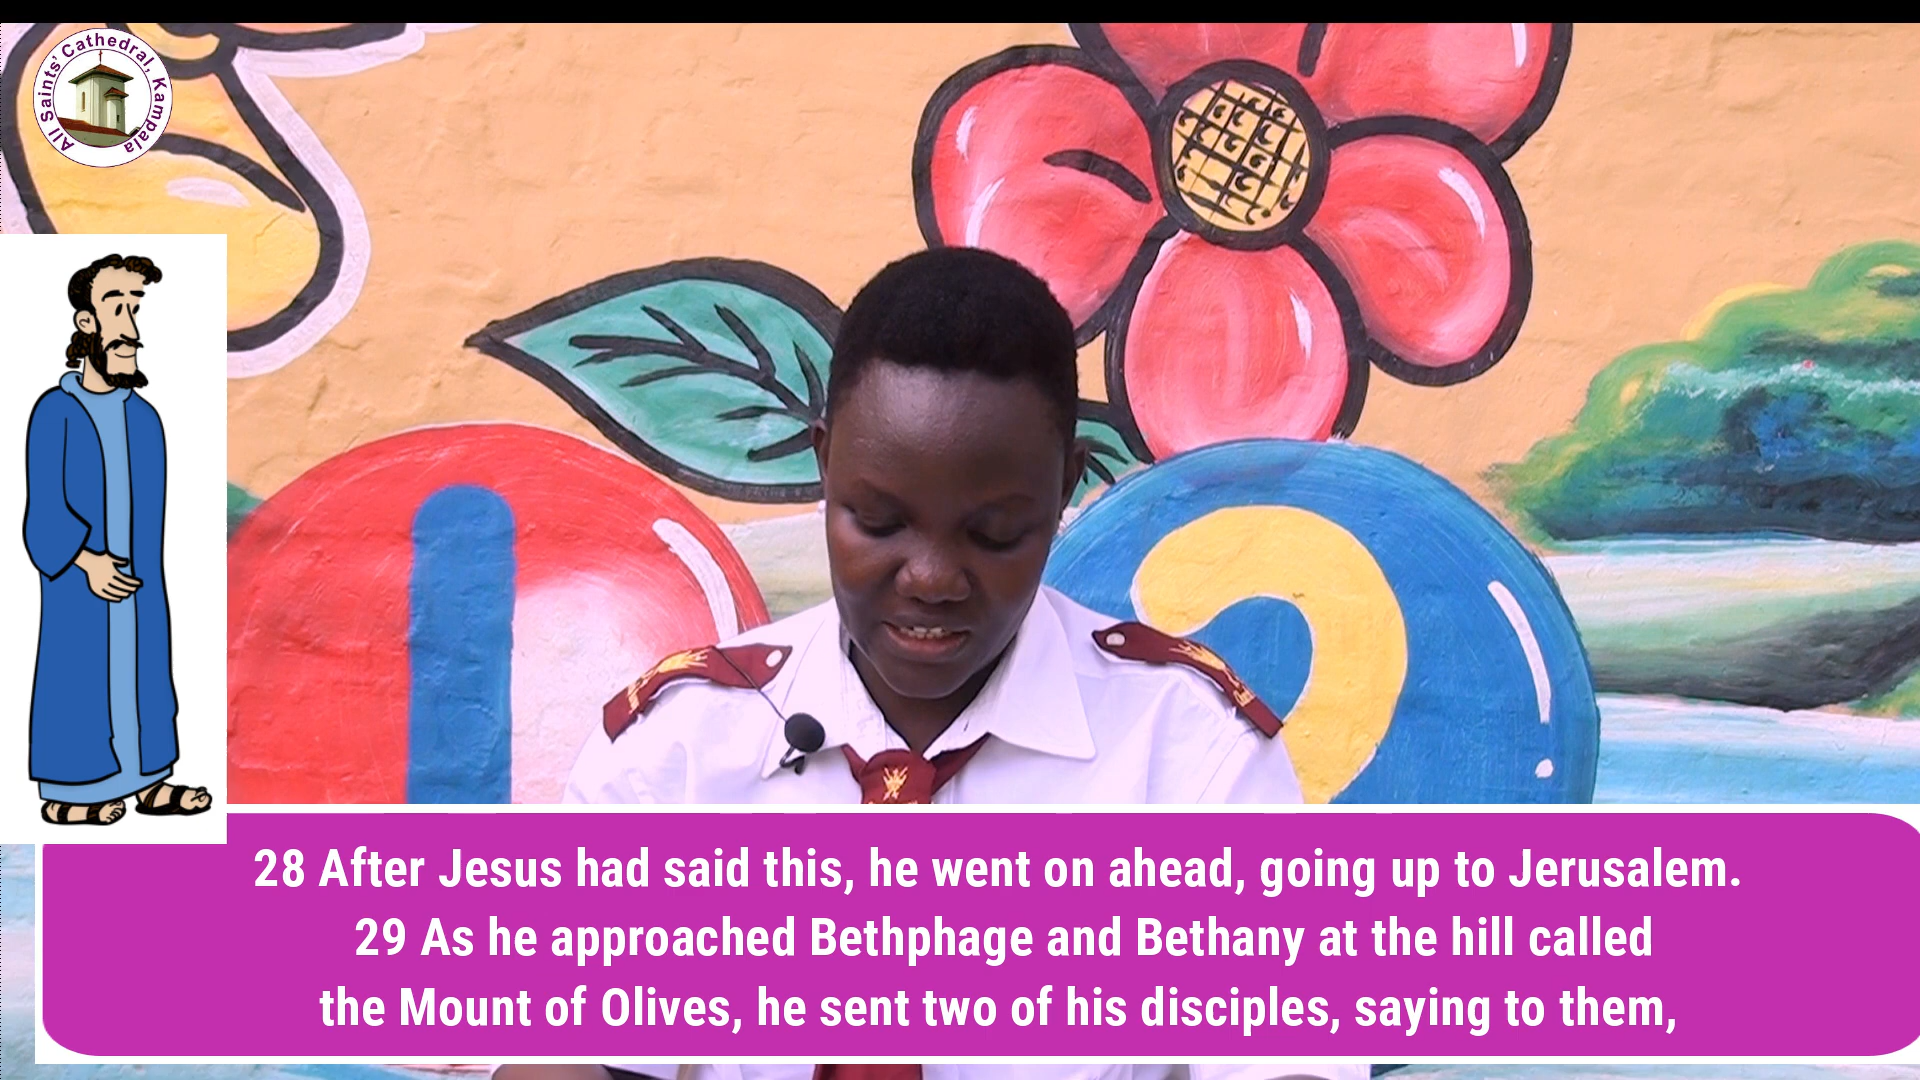 All Saints' Cathedral, Kampala
28 After Jesus had said this, he went on ahead, going up to Jerusalem.
29 As he approached Bethphage and Bethany at the hill called
the Mount of Olives, he sent two of his disciples, saying to them,
1 2